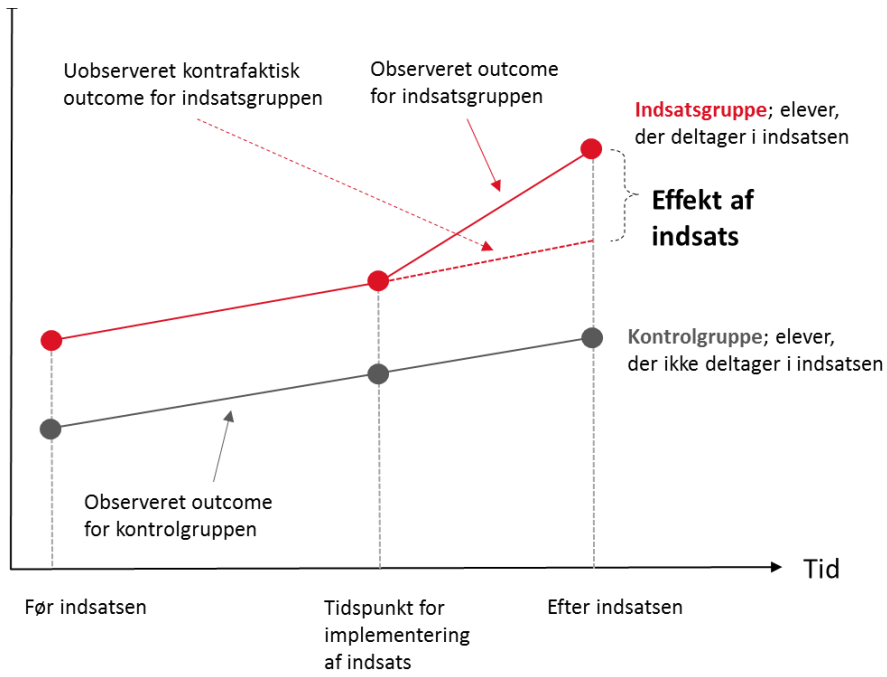 Uobserveret kontrafaktisk
outcome for indsatsgruppen
Observeret outcome
for indsatsgruppen
Indsatsgruppe; elever,
der deltager i indsatsen
Effekt af
indsats
Kontrolgruppe; elever,
der ikke deltager i indsatsen
Observeret outcome
for kontrolgruppen
Tid
Før indsatsen
Tidspunkt for
implementering
af indsats
Efter indsatsen